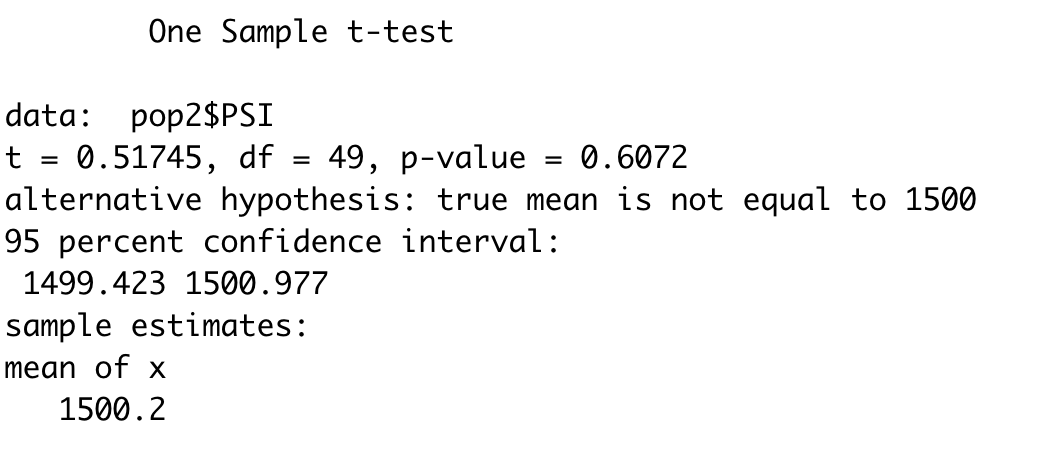 One Sample t-test
data: pop2$PSI
t = 0.51745, df = 49, p-value = 0.6072
alternative hypothesis: true mean is not equal to 1500
95 percent confidence interval:
1499.423 1500.977
sample estimates:
mean of x
1500.2